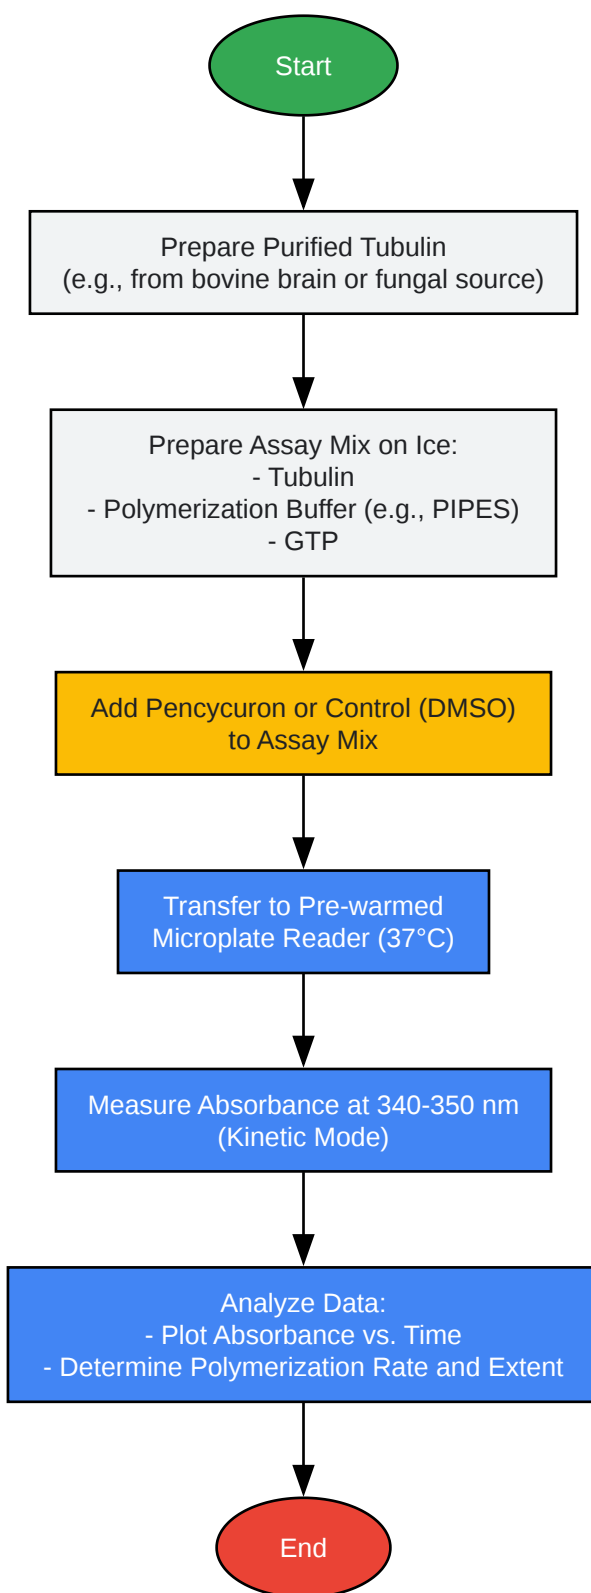 Start
Prepare Purified Tubulin
(e.g., from bovine brain or fungal source)
Prepare Assay Mix on Ice:
- Tubulin
- Polymerization Buffer (e.g., PIPES)
- GTP
Add Pencycuron or Control (DMSO)
to Assay Mix
Transfer to Pre-warmed
Microplate Reader (37°C)
Measure Absorbance at 340-350 nm
(Kinetic Mode)
Analyze Data:
- Plot Absorbance vs. Time
- Determine Polymerization Rate and Extent
End